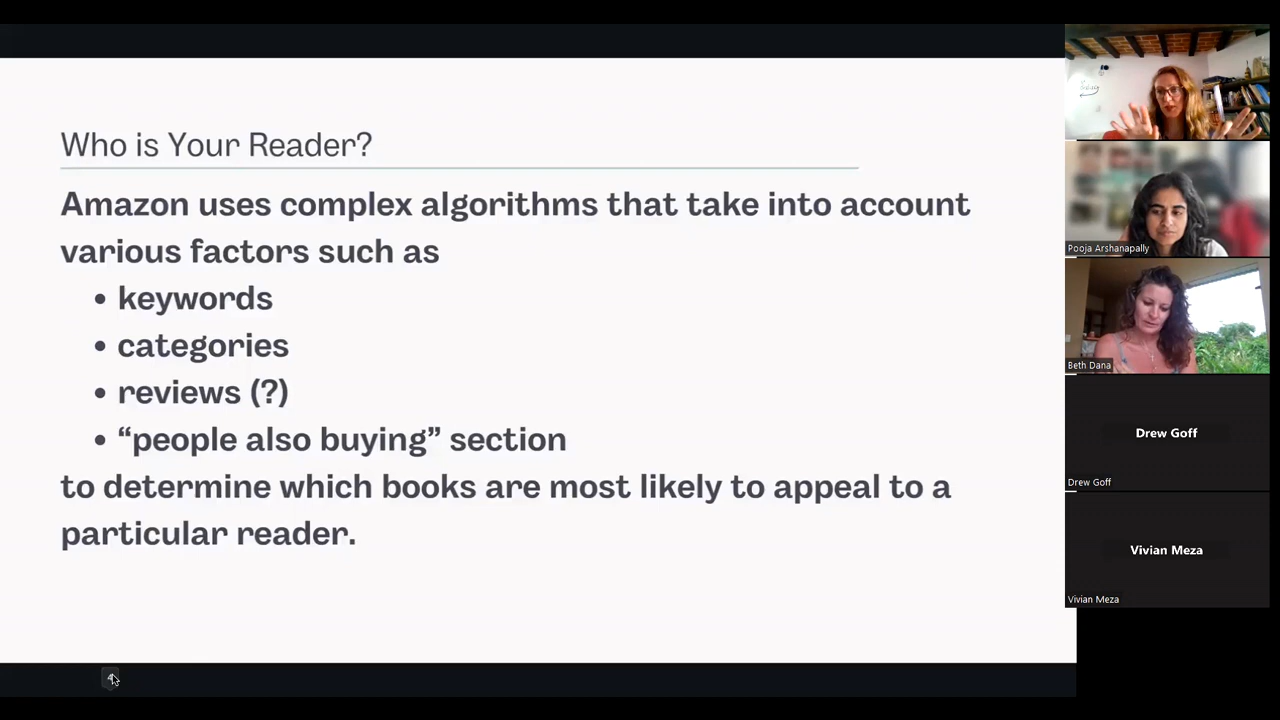 Who is Your Reader?
Amazon uses complex algorithms that take into account
various factors such as
• keywords
• categories
• reviews (?)
• “people also buying” section
to determine which books are most likely to appeal to a
particular reader.
Pooja Arshanapally
Beth Dana
Drew Goff
Drew Goff
Vivian Meza
Vivian Meza